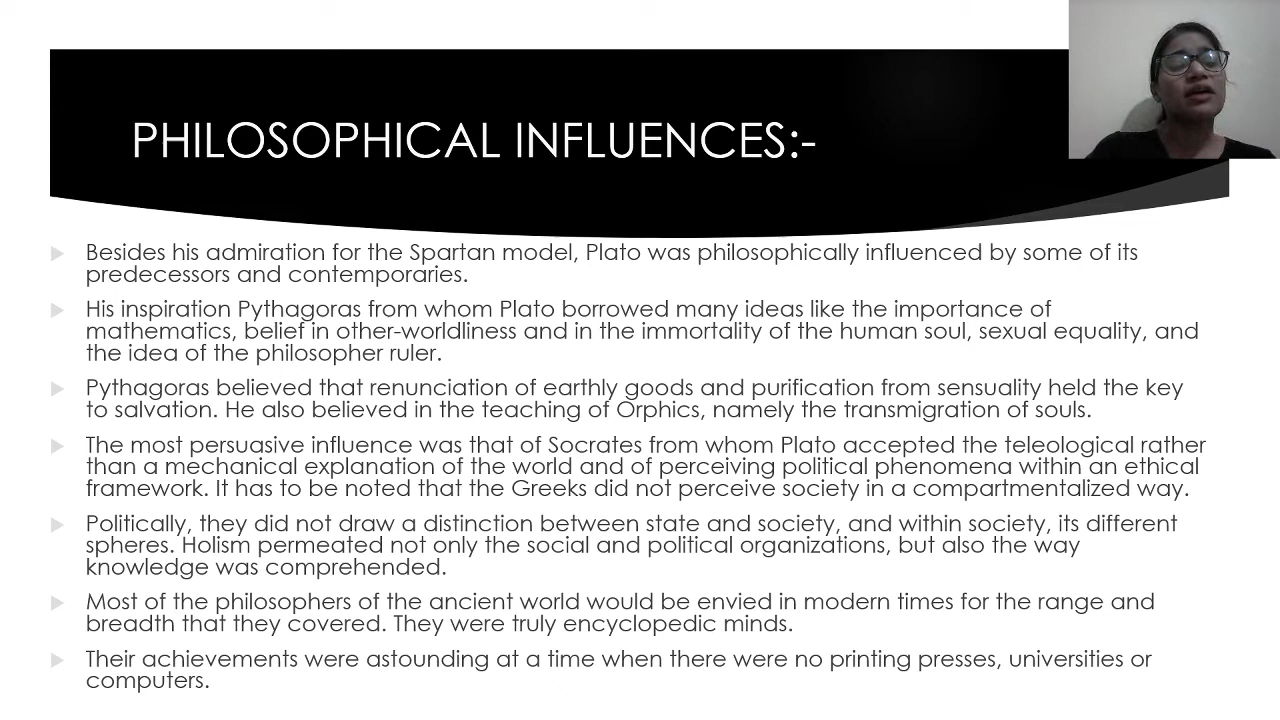 PHILOSOPHICAL INFLUENCES:-
Besides his admiration for the Spartan model, Plato was philosophically influenced by some of its
predecessors and contemporaries.
His inspiration Pythagoras from whom Plato borrowed many ideas like the importance of
mathematics, belief in other-worldliness and in the immortality of the human soul, sexual equality, and
the idea of the philosopher ruler.
Pythagoras believed that renunciation of earthly goods and purification from sensuality held the key
to salvation. He also believed in the teaching of Orphics, namely the transmigration of souls.
The most persuasive influence was that of Socrates from whom Plato accepted the teleological rather
than a mechanical explanation of the world and of perceiving political phenomena within an ethical
framework. It has to be noted that the Greeks did not perceive society in a compartmentalized way.
Politically, they did not draw a distinction between state and society, and within society, its different
spheres. Holism permeated not only the social and political organizations, but also the way
knowledge was comprehended.
Most of the philosophers of the ancient world would be envied in modern times for the range and
breadth that they covered. They were truly encyclopedic minds.
Their achievements were astounding at a time when there were no printing presses, universities or
computers.